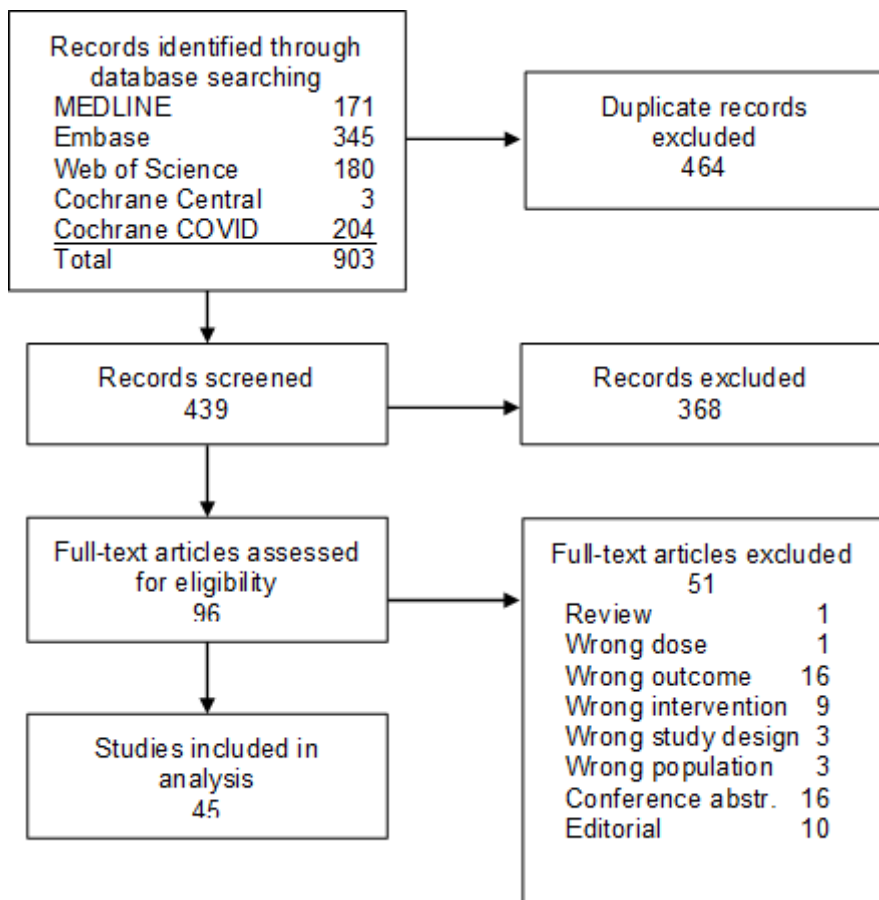 Records identified through
database searching
MEDLINE 171
Embase 345
Web of Science 180
Cochrane Central 3
Cochrane COVID 204
Total 903
Duplicate records
excluded
464
Records screened
439
Records excluded
368
Full-text articles assessed
for eligibility
96
Full-text articles excluded
51
Review 1
Wrong dose 1
Wrong outcome 16
Wrong intervention 9
Wrong study design 3
Wrong population 3
Conference abstr. 16
Editorial 10
Studies included in
analysis
45